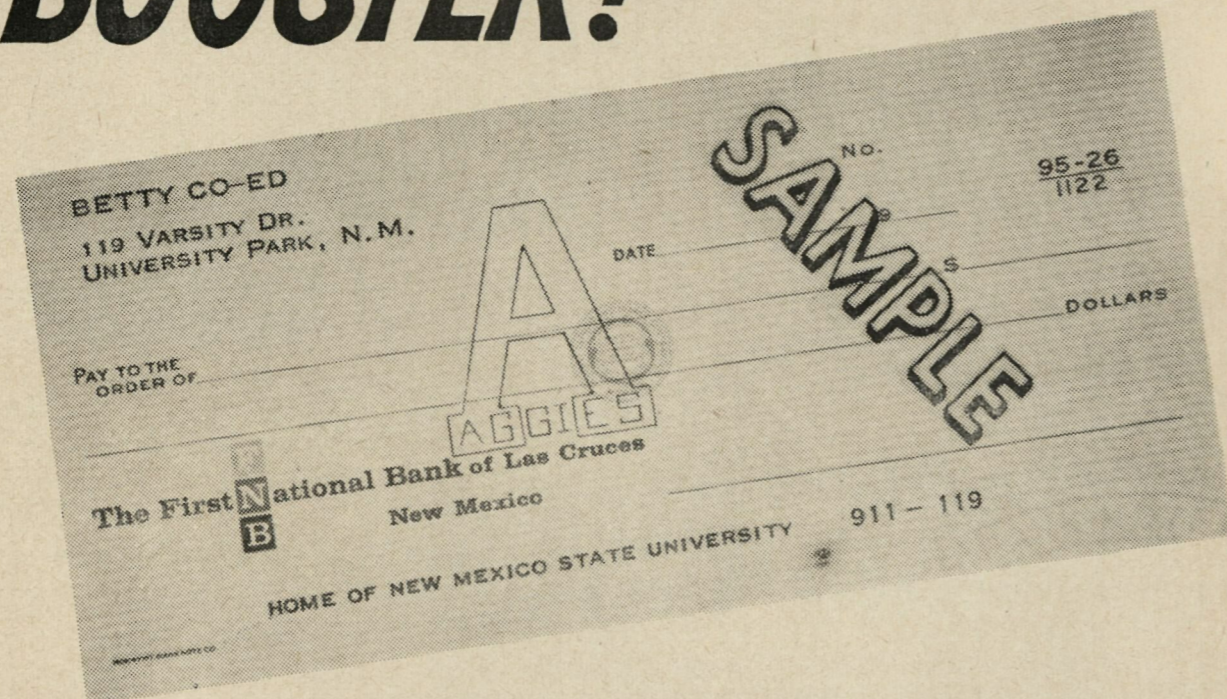 BOOSTER?
BETTY CO-ED
119 VARSITY DR.
UNIVERSITY PARK, N.M.
No.
95-26
1122
DATE
SAMPLE
PAY TO THE
ORDER OF
S
DOLLARS
A
AGGIES
F
The First National Bank of Las Cruces
B
New Mexico
HOME OF NEW MEXICO STATE UNIVERSITY
911 - 119